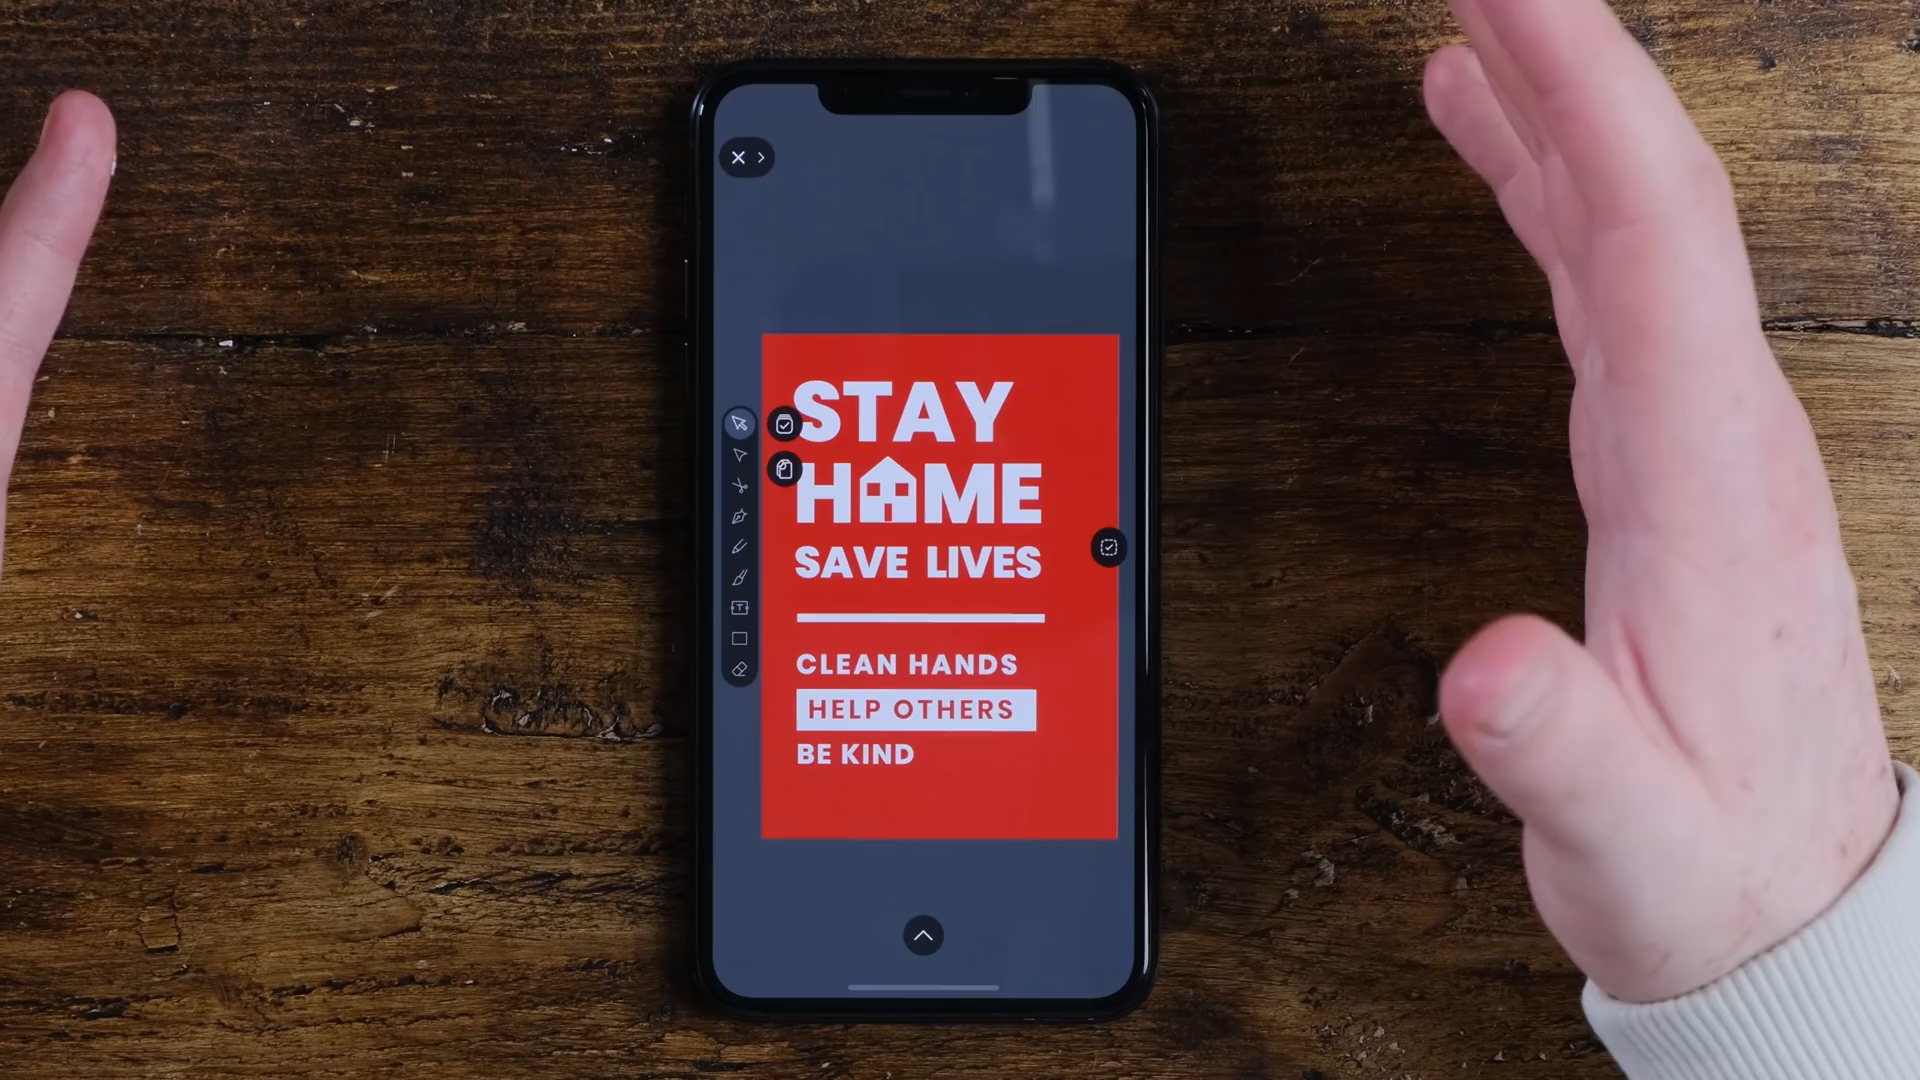 STAY
HOME
SAVE LIVES
CLEAN HANDS
HELP OTHERS
BE KIND